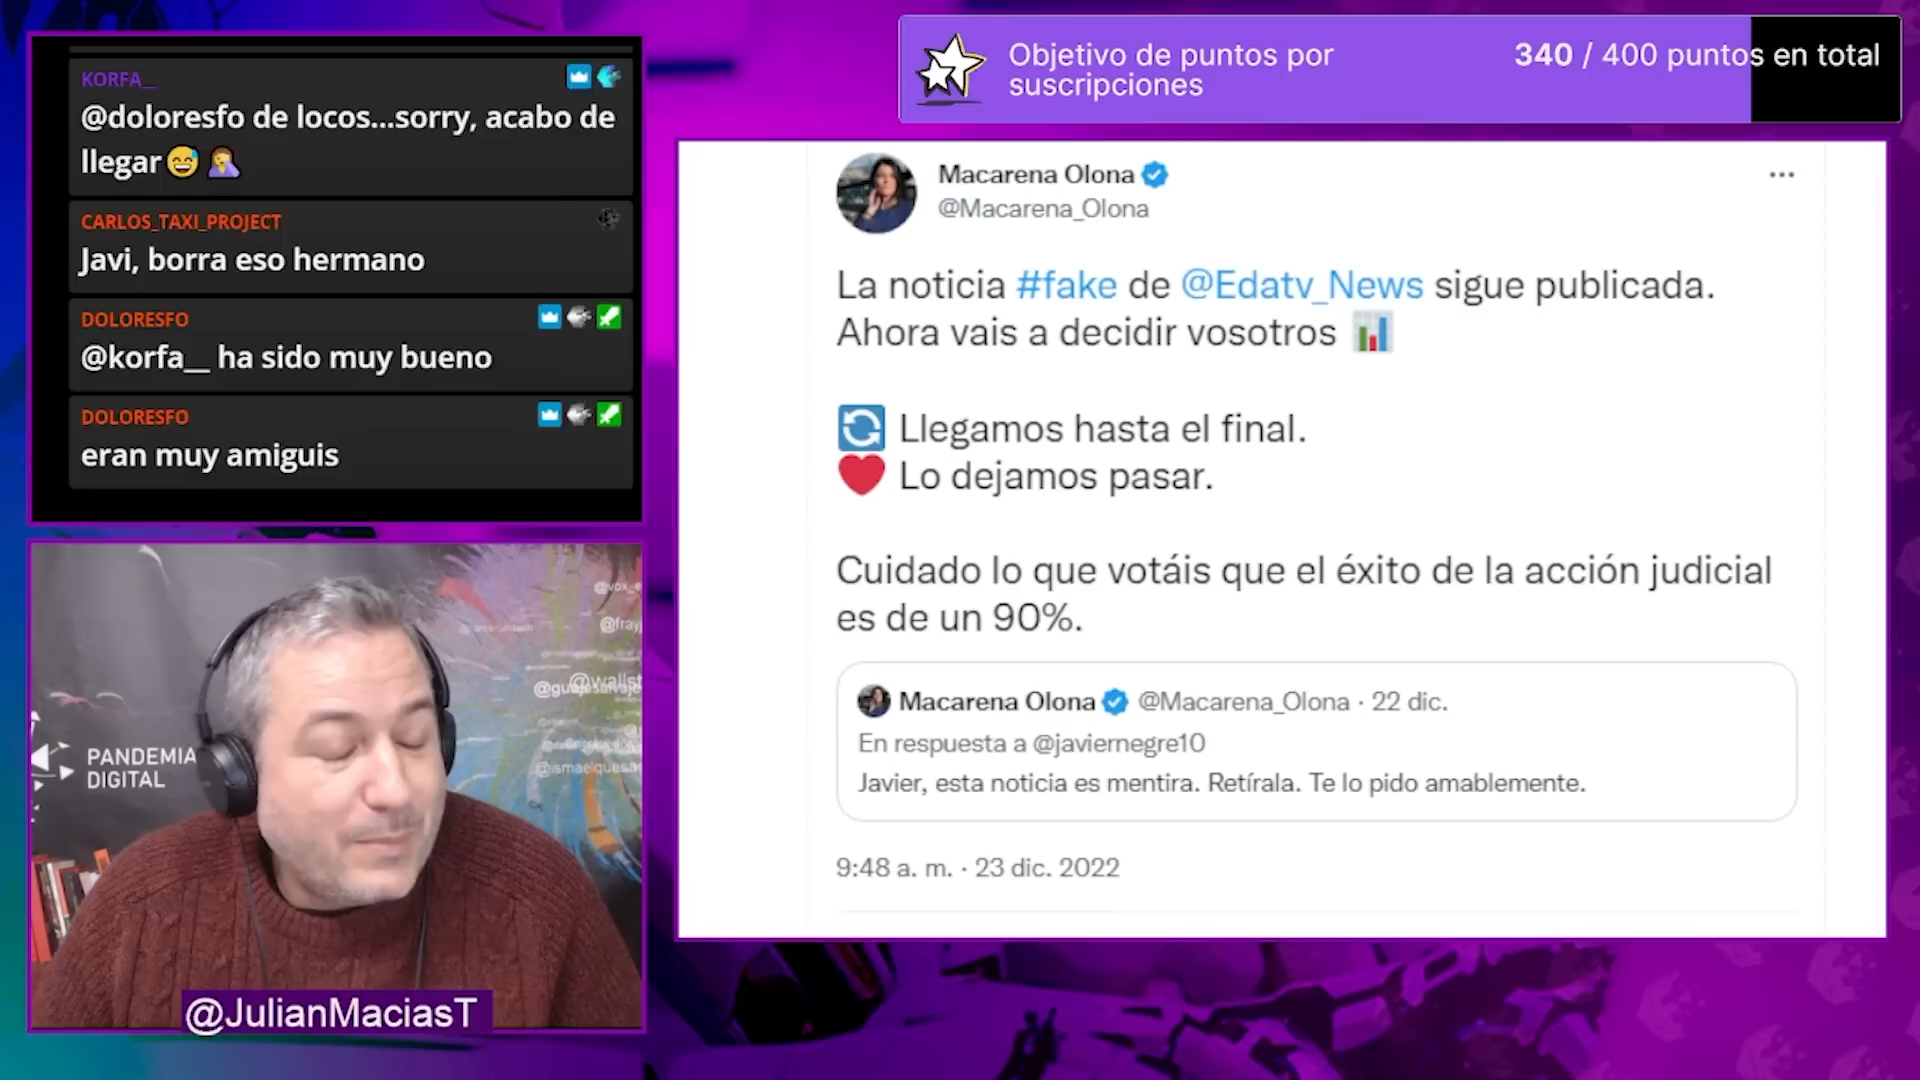 KORFA__
@doloresfo de locos...sorry, acabo de
llegar😅🤦‍♀️
CARLOS_TAXI_PROJECT
Javi, borra eso hermano
DOLORESFO
@korfa__ ha sido muy bueno
DOLORESFO
eran muy amiguis
Objetivo de puntos por
suscripciones
340 / 400 puntos en total
Macarena Olona
@Macarena_Olona
La noticia #fake de @Edatv_News sigue publicada.
Ahora vais a decidir vosotros 📊
🔄 Llegamos hasta el final.
❤️ Lo dejamos pasar.
Cuidado lo que votáis que el éxito de la acción judicial
es de un 90%.
Macarena Olona @Macarena_Olona · 22 dic.
En respuesta a @javiernegre10
Javier, esta noticia es mentira. Retírala. Te lo pido amablemente.
9:48 a. m. · 23 dic. 2022
PANDEMIA
DIGITAL
@JulianMaciasT